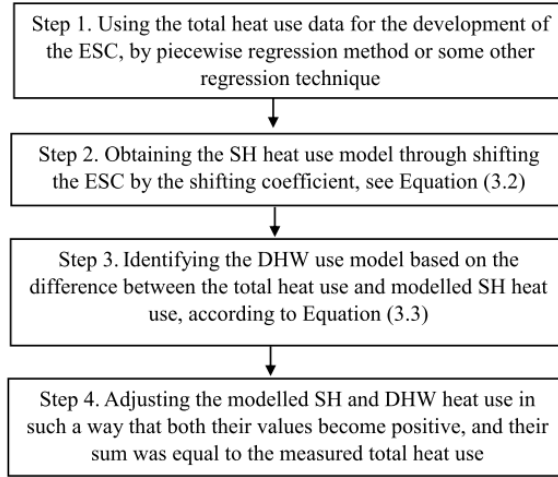 Step 1. Using the total heat use data for the development of
the ESC, by piecewise regression method or some other
regression technique
Step 2. Obtaining the SH heat use model through shifting
the ESC by the shifting coefficient, see Equation (3.2)
Step 3. Identifying the DHW use model based on the
difference between the total heat use and modelled SH heat
use, according to Equation (3.3)
Step 4. Adjusting the modelled SH and DHW heat use in
such a way that both their values become positive, and their
sum was equal to the measured total heat use